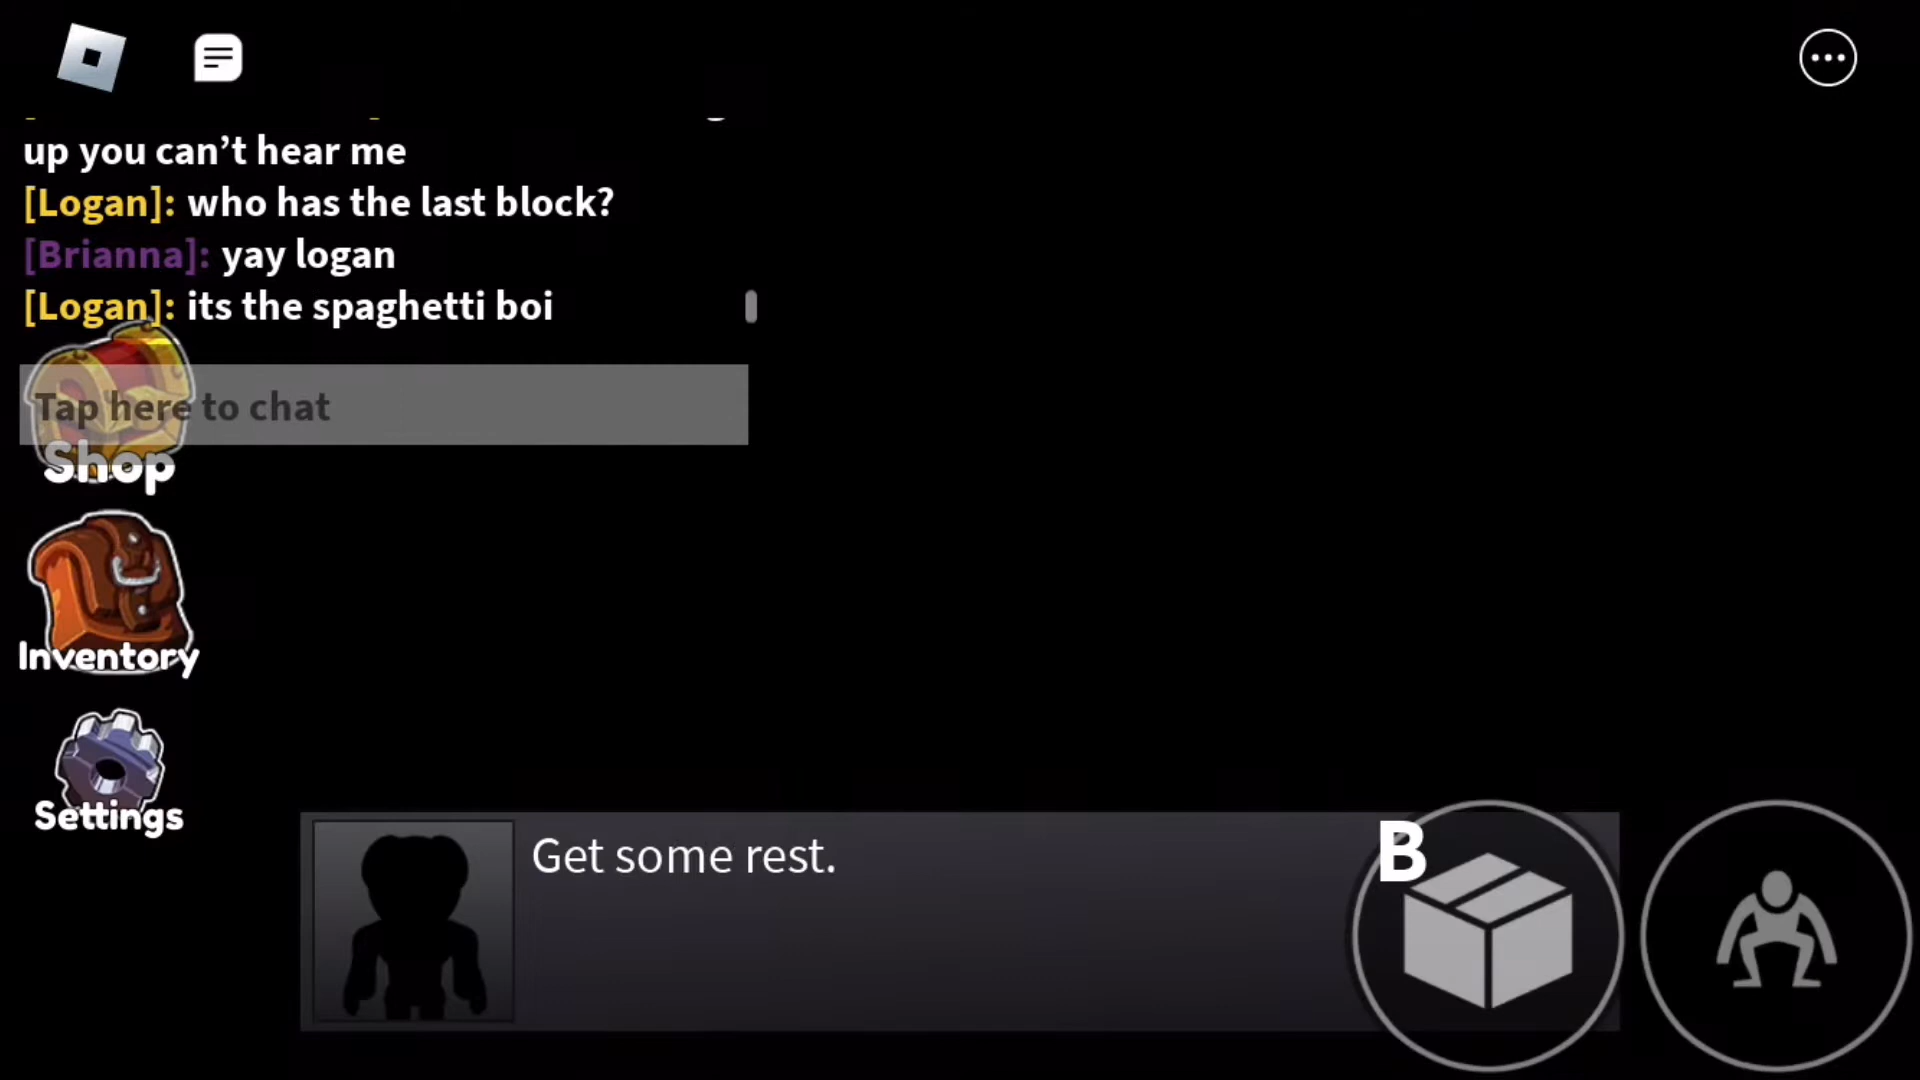 up you can’t hear me
[Logan]: who has the last block?
[Brianna]: yay logan
[Logan]: its the spaghetti boi
Tap here to chat
Shop
Inventory
Settings
Get some rest.
B